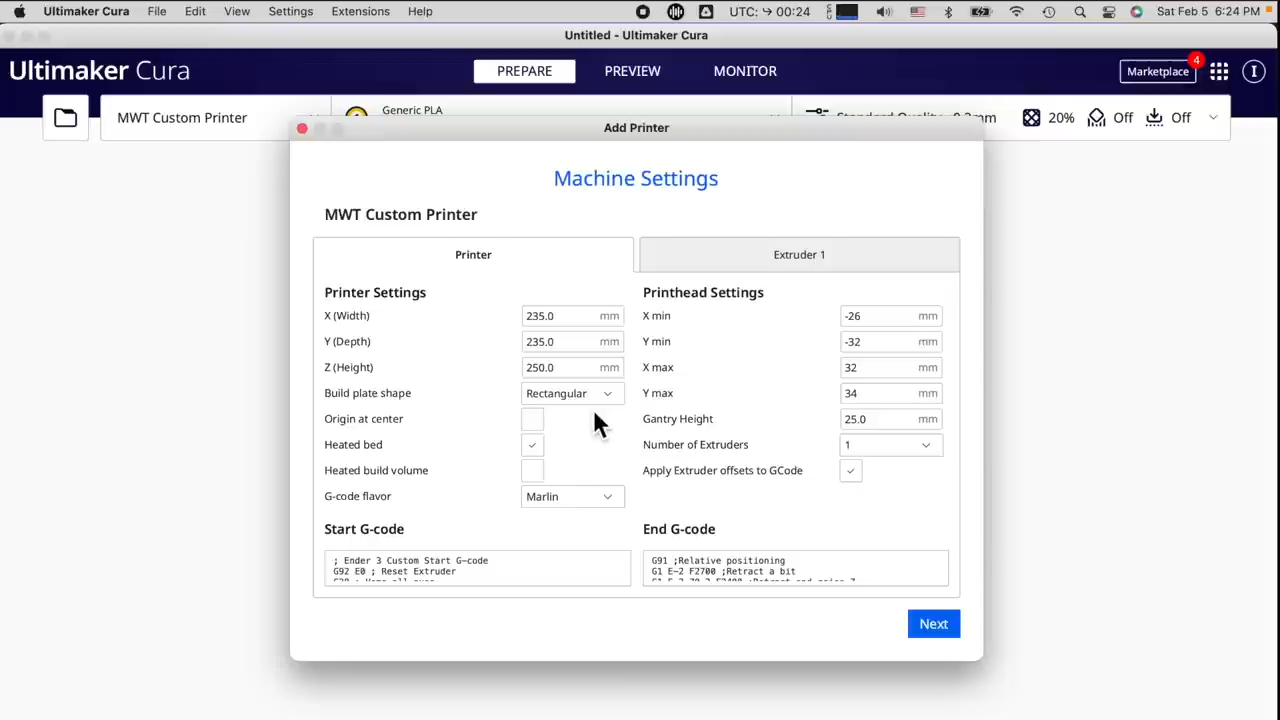 Ultimaker Cura File Edit View Settings Extensions Help UTC: ↪ 00:24 Sat Feb 5 6:24 PM
Untitled - Ultimaker Cura
Ultimaker Cura PREPARE PREVIEW MONITOR Marketplace 4 I
MWT Custom Printer Generic PLA Standard Quality 0.2mm 20% Off Off
Add Printer
Machine Settings
MWT Custom Printer
Printer Extruder 1
Printer Settings Printhead Settings
X (Width) 235.0 mm X min -26 mm
Y (Depth) 235.0 mm Y min -32 mm
Z (Height) 250.0 mm X max 32 mm
Build plate shape Rectangular Y max 34 mm
Origin at center Gantry Height 25.0 mm
Heated bed Number of Extruders 1
Heated build volume Apply Extruder offsets to GCode
G-code flavor Marlin
Start G-code End G-code
; Ender 3 Custom Start G-code G91 ;Relative positioning
G92 E0 ; Reset Extruder G1 E-2 F2700 ;Retract a bit
Next